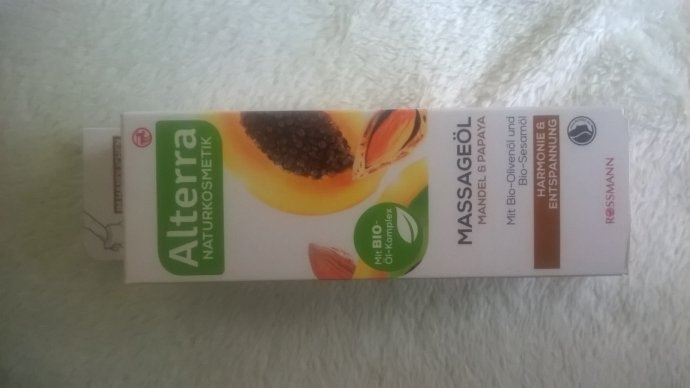 Alterra
NATURKOSMETIK
Mit BIO-
Öl-Komplex
MASSAGEÖL
MANDEL & PAPAYA
Mit Bio-Olivenöl und
Bio-Sesamöl
HARMONIE &
ENTSPANNUNG
ROSSMANN